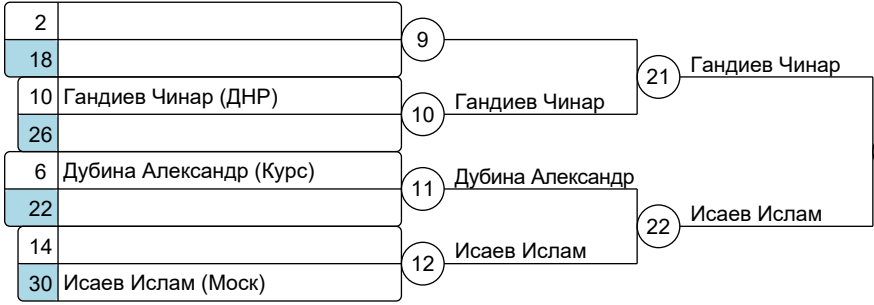 2
9
18
21 Гандиев Чинар
10 Гандиев Чинар (ДНР)
10 Гандиев Чинар
26
6 Дубина Александр (Курс)
11 Дубина Александр
22
22 Исаев Ислам
14
12 Исаев Ислам
30 Исаев Ислам (Моск)